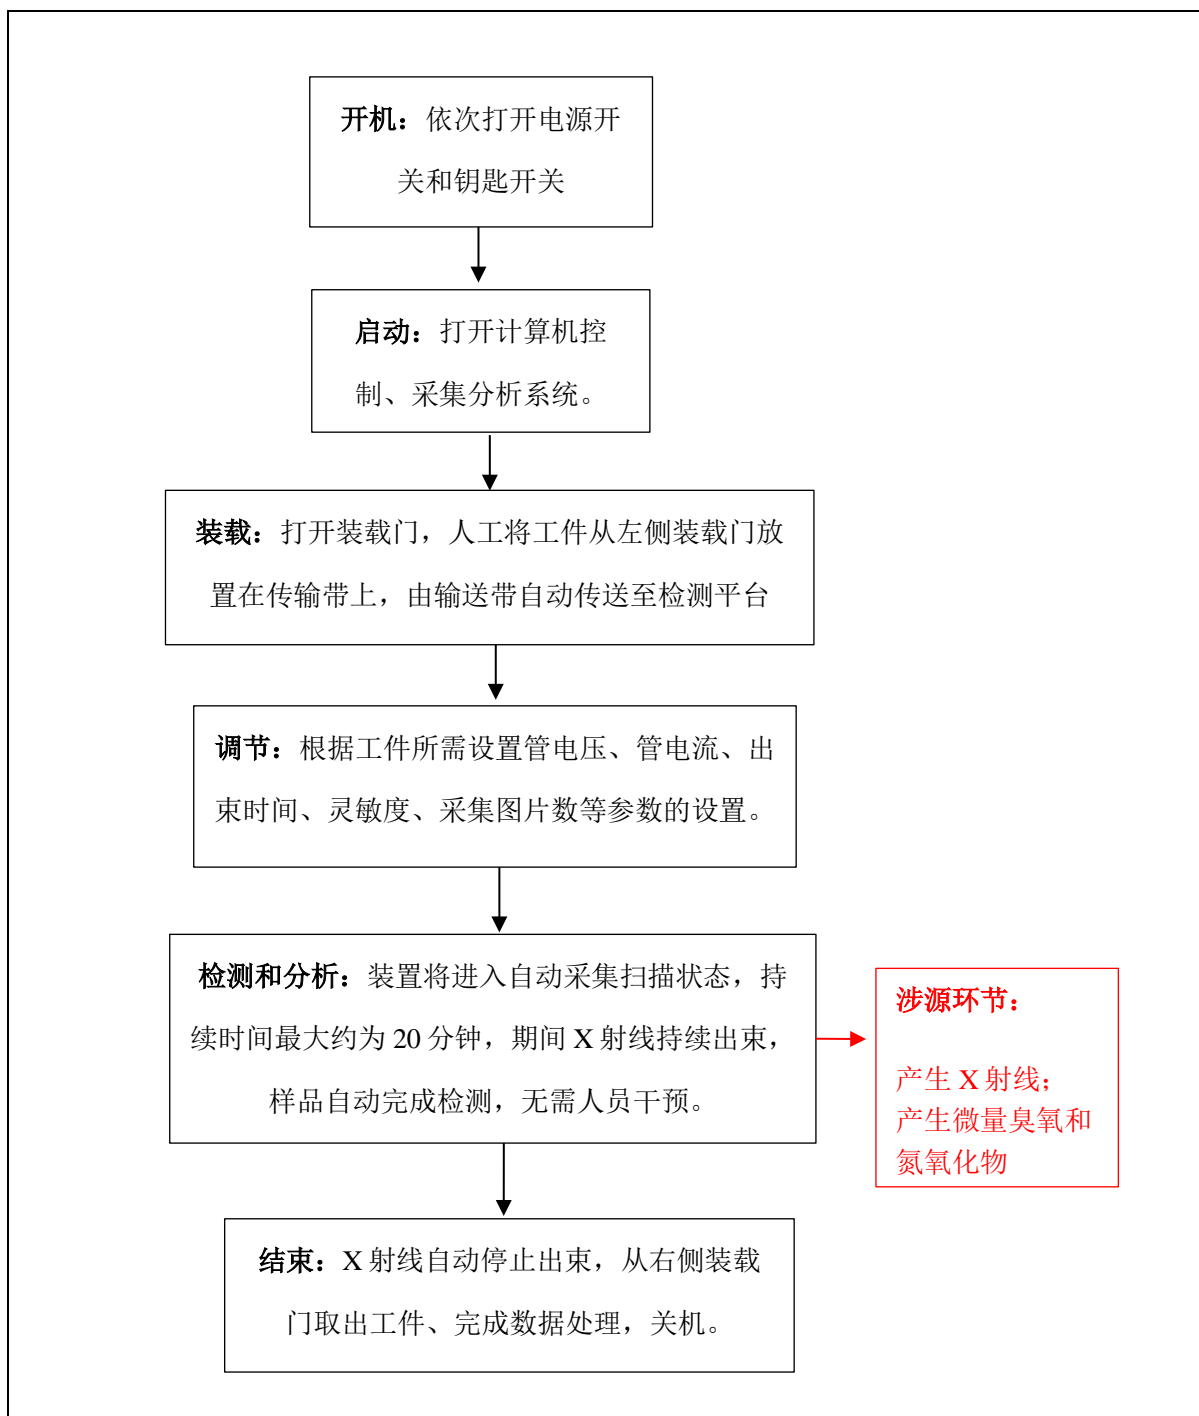 开机：依次打开电源开
关和钥匙开关
启动：打开计算机控
制、采集分析系统。
装载：打开装载门，人工将工件从左侧装载门放
置在传输带上，由输送带自动传送至检测平台
调节：根据工件所需设置管电压、管电流、出
束时间、灵敏度、采集图片数等参数的设置。
检测和分析：装置将进入自动采集扫描状态，持
续时间最大约为 20 分钟，期间 X 射线持续出束，
样品自动完成检测，无需人员干预。
涉源环节：
产生 X 射线；
产生微量臭氧和
氮氧化物
结束：X 射线自动停止出束，从右侧装载
门取出工件、完成数据处理，关机。